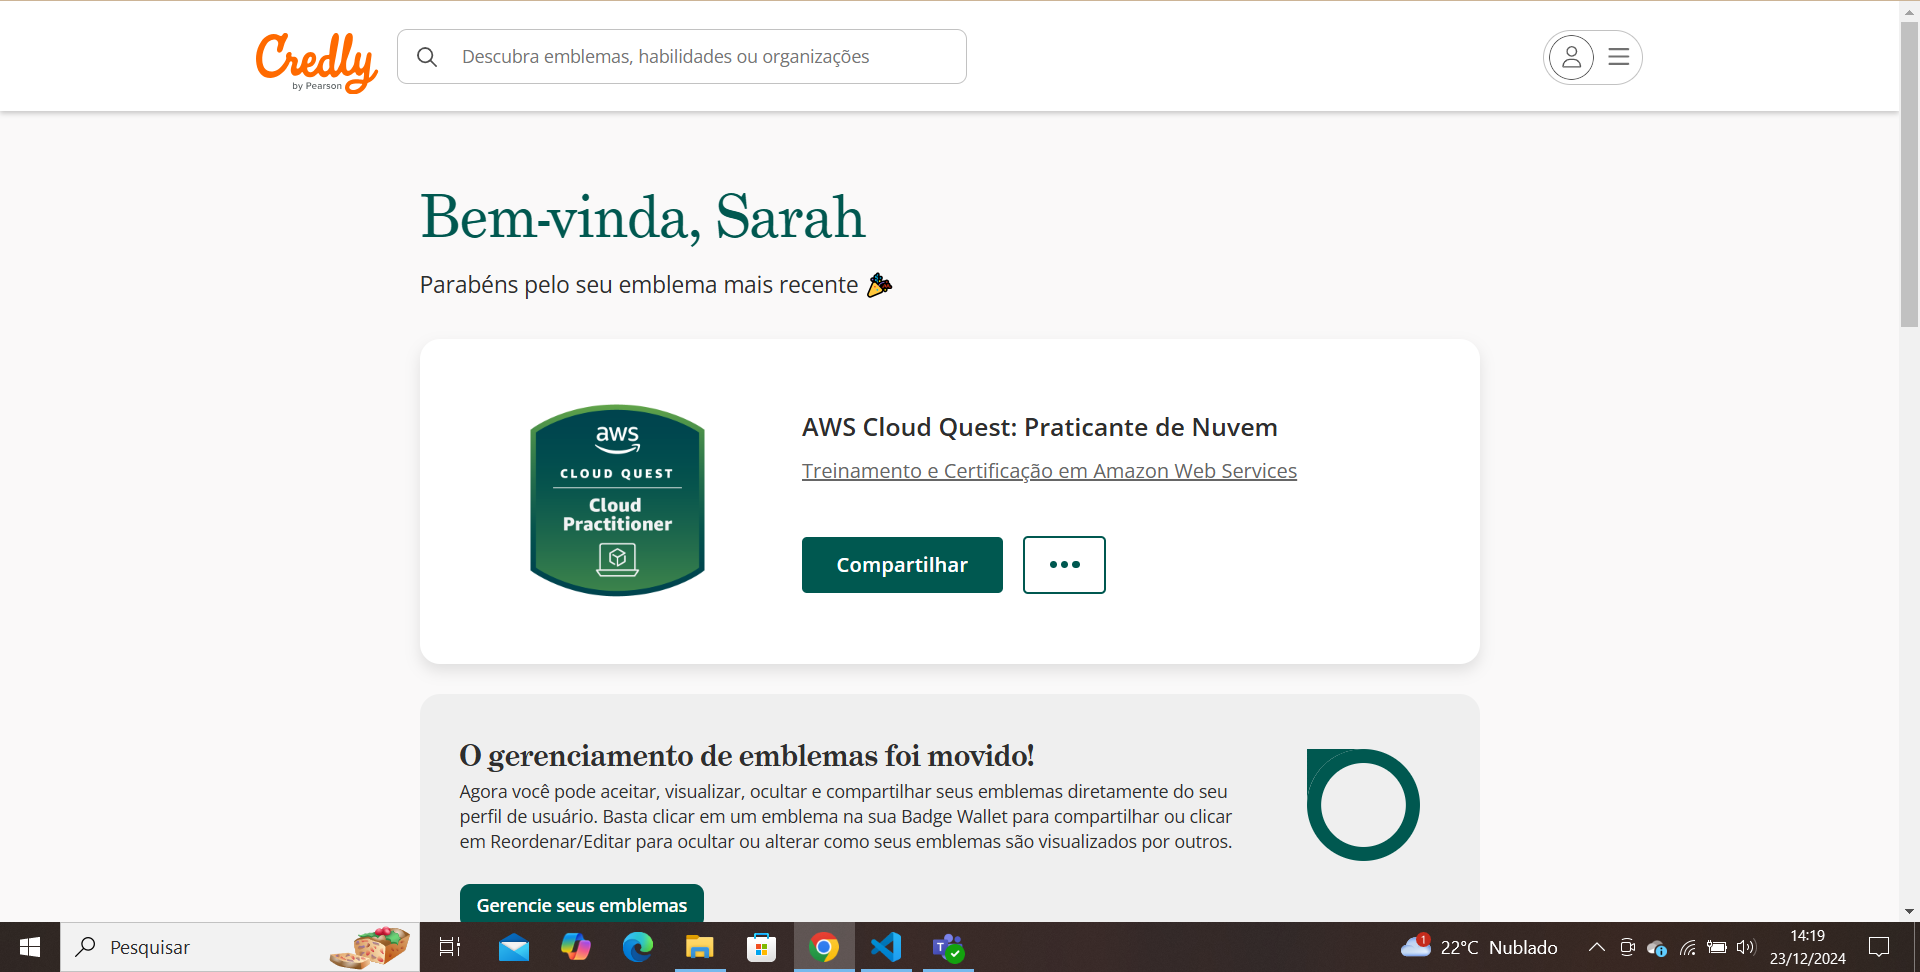 Credly
by Pearson
Descubra emblemas, habilidades ou organizações
Bem-vinda, Sarah
Parabéns pelo seu emblema mais recente
aws
CLOUD QUEST
Cloud
Practitioner
AWS Cloud Quest: Praticante de Nuvem
Treinamento e Certificação em Amazon Web Services
Compartilhar
O gerenciamento de emblemas foi movido!
Agora você pode aceitar, visualizar, ocultar e compartilhar seus emblemas diretamente do seu
perfil de usuário. Basta clicar em um emblema na sua Badge Wallet para compartilhar ou clicar
em Reordenar/Editar para ocultar ou alterar como seus emblemas são visualizados por outros.
Gerencie seus emblemas
Pesquisar
1
22°C Nublado
14:19
23/12/2024